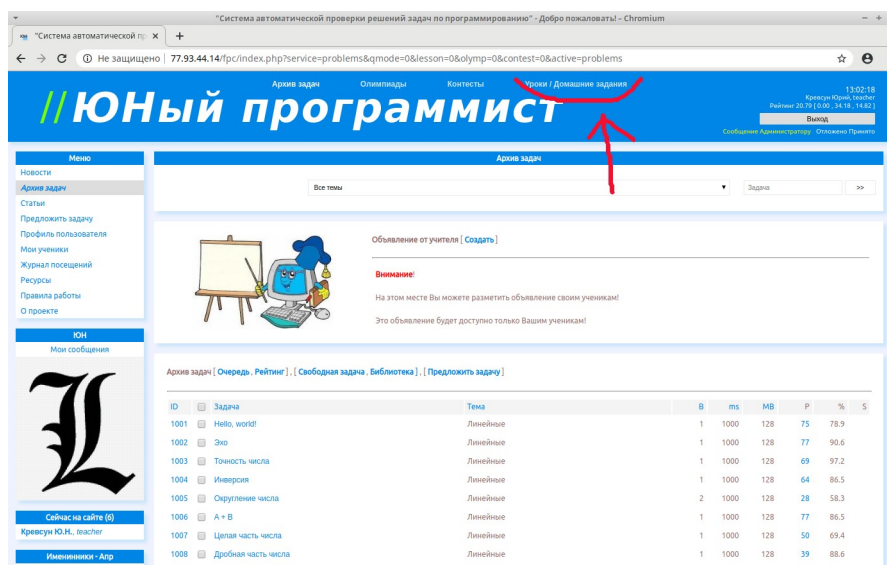 "Система автоматической проверки решений задач по программированию" - Добро пожаловать! - Chromium
"Система автоматической пр
Не защищено | 77.93.44.14/fpc/index.php?service=problems&qmode=0&lesson=0&olymp=0&contest=0&active=problems
Архив задач Олимпиады Контесты Уроки / Домашние задания
//ЮНый программист
13:02:18
Кревсун Юрий, teacher
Рейтинг 20.79 [ 0.00 , 34.18 , 14.82 ]
Выход
Сообщение Администратору Отложено Принято
Меню
Новости
Архив задач
Статьи
Предложить задачу
Профиль пользователя
Мои ученики
Журнал посещений
Ресурсы
Правила работы
О проекте
ЮН
Мои сообщения
Сейчас на сайте (6)
Кревсун Ю.Н., teacher
Именинники - Апр
Архив задач
Все темы Задача >>
Объявление от учителя [ Создать ]
Внимание!
На этом месте Вы можете разметить объявление своим ученикам!
Это объявление будет доступно только Вашим ученикам!
Архив задач [ Очередь , Рейтинг ] , [ Свободная задача , Библиотека ] , [ Предложить задачу ]
ID Задача Тема B ms MB P % S
1001 Hello, world! Линейные 1 1000 128 75 78.9
1002 Эхо Линейные 1 1000 128 77 90.6
1003 Точность числа Линейные 1 1000 128 69 97.2
1004 Инверсия Линейные 1 1000 128 64 86.5
1005 Округление числа Линейные 2 1000 128 28 58.3
1006 A + B Линейные 1 1000 128 77 86.5
1007 Целая часть числа Линейные 1 1000 128 50 69.4
1008 Дробная часть числа Линейные 1 1000 128 39 88.6